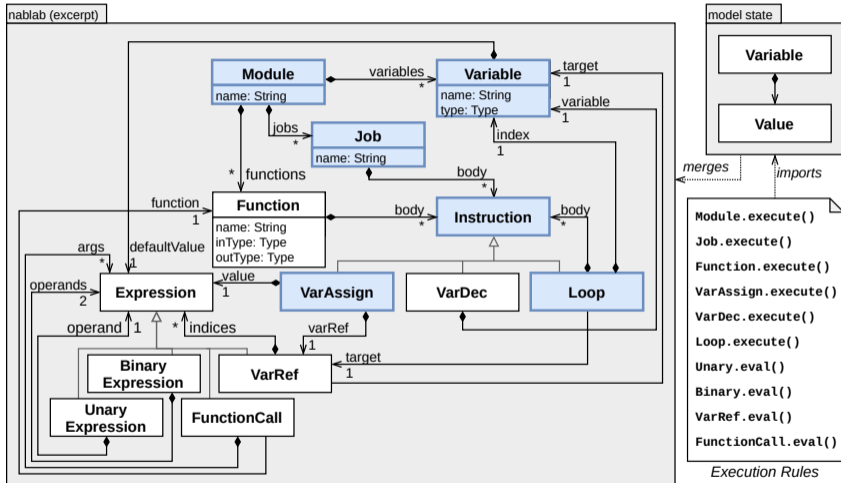 nablab (excerpt)
model state
Module
name: String
variables
*
Variable
name: String
type: Type
target
1
variable
1
index
1
jobs
*
Job
name: String
body
*
* functions
function
1
Function
name: String
inType: Type
outType: Type
body
*
Instruction
body
*
args
*
defaultValue
1
operands
2
Expression
value
1
VarAssign
VarDec
Loop
operand 1
* indices
varRef
1
target
1
Binary
Expression
VarRef
Unary
Expression
FunctionCall
Variable
Value
merges
imports
Module.execute()
Job.execute()
Function.execute()
VarAssign.execute()
VarDec.execute()
Loop.execute()
Unary.eval()
Binary.eval()
VarRef.eval()
FunctionCall.eval()
Execution Rules